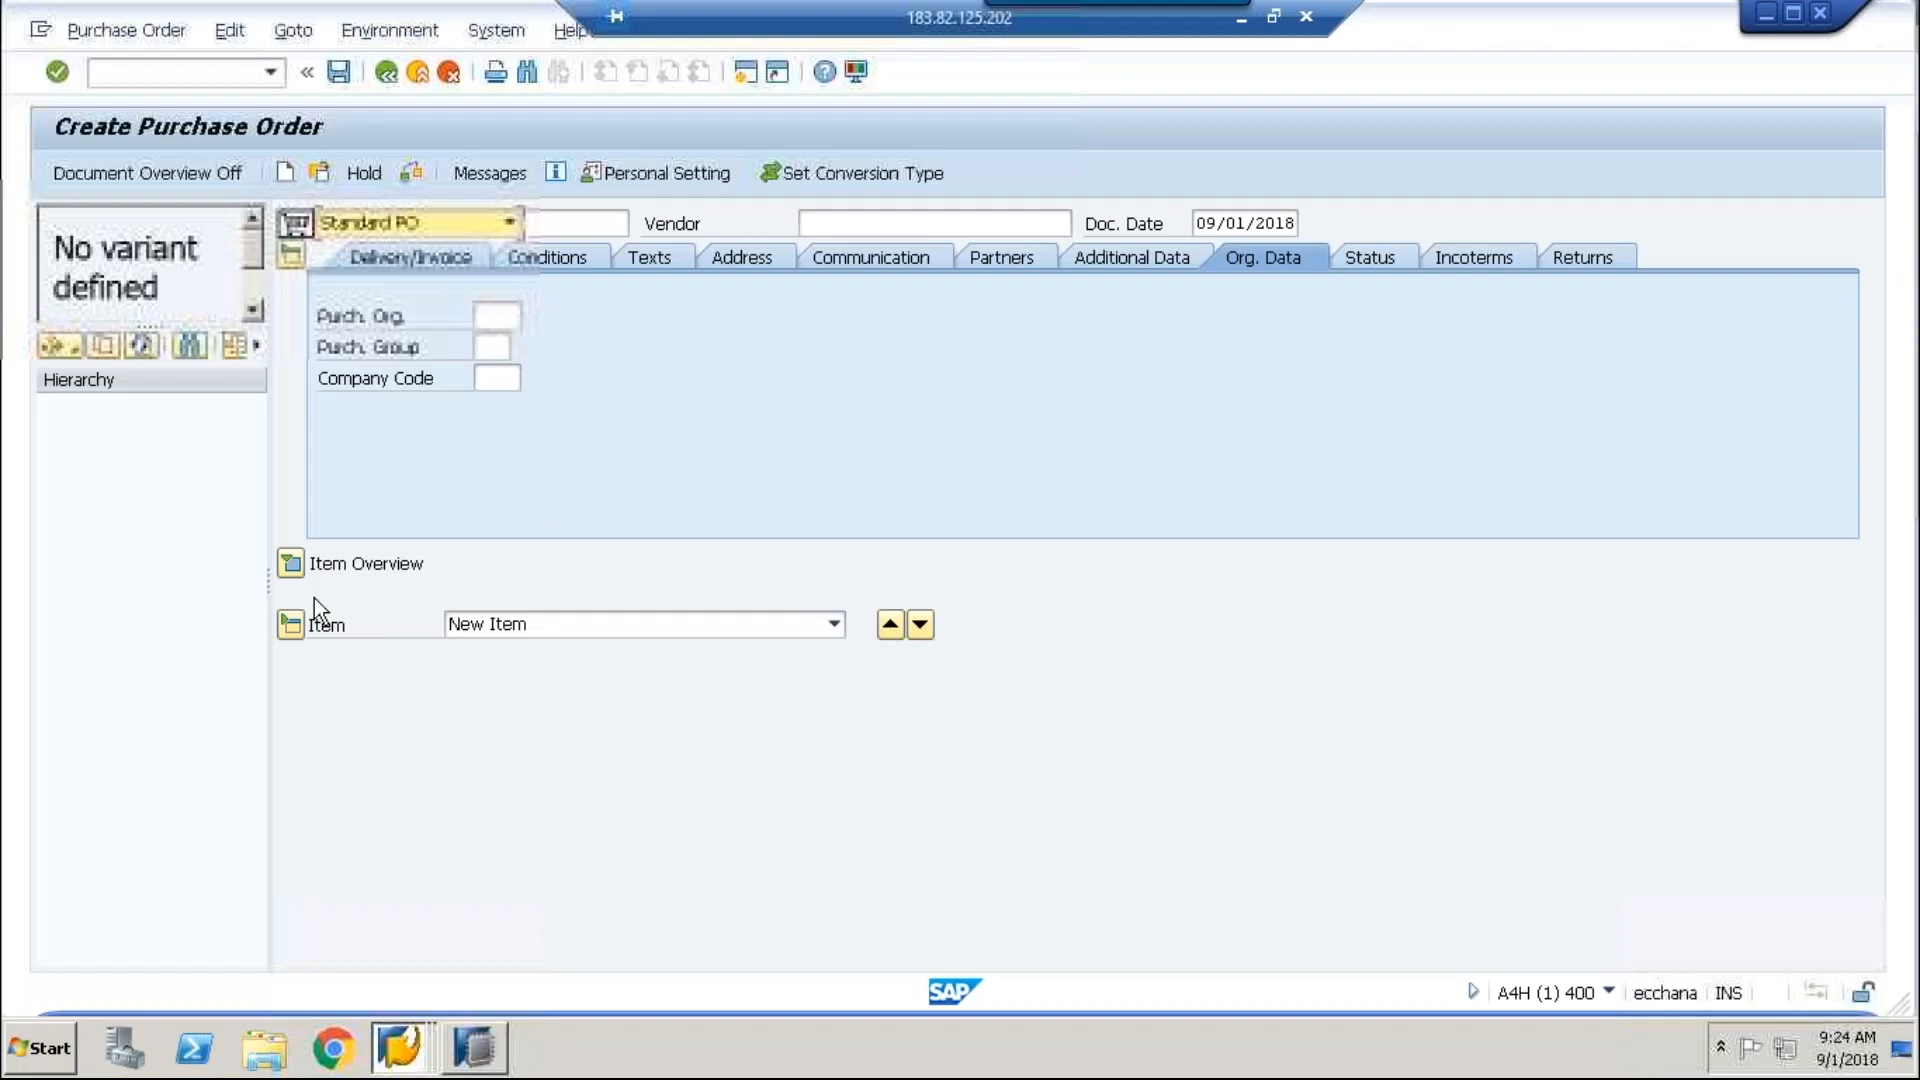 183.82.125.202
Purchase Order Edit Goto Environment System Help
Create Purchase Order
Document Overview Off Hold Messages Personal Setting Set Conversion Type
No variant
defined
Hierarchy
Standard PO Vendor Doc. Date 09/01/2018
Delivery/Invoice Conditions Texts Address Communication Partners Additional Data Org. Data Status Incoterms Returns
Purch. Org.
Purch. Group
Company Code
Item Overview
Item New Item
SAP A4H (1) 400 ecchana INS
Start 9:24 AM
9/1/2018